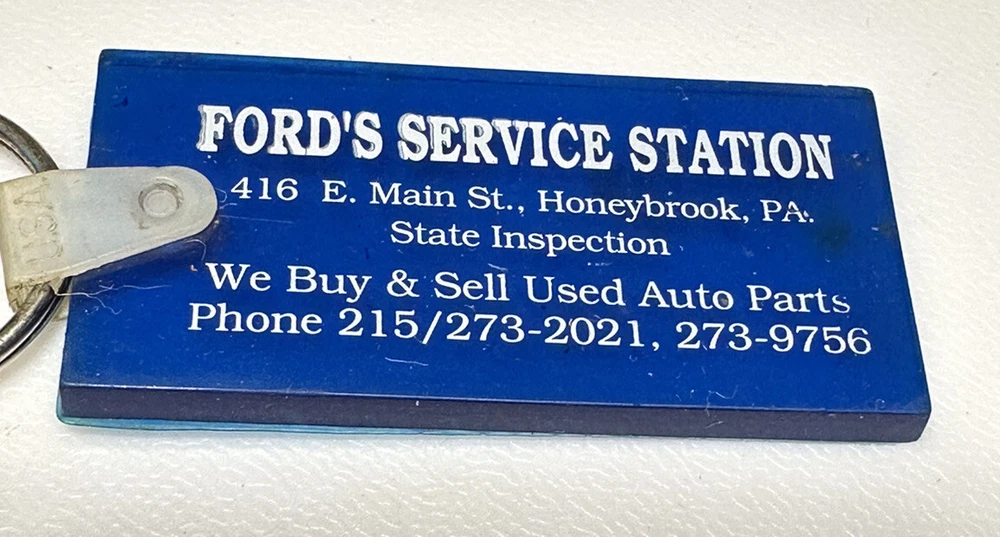 FORD'S SERVICE STATION
416 E. Main St., Honeybrook, PA.
State Inspection
We Buy & Sell Used Auto Parts
Phone 215/273-2021, 273-9756
USA